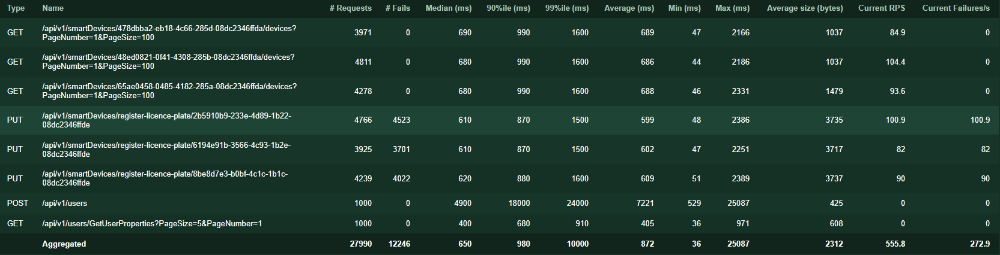 Type Name # Requests # Fails Median (ms) 90%ile (ms) 99%ile (ms) Average (ms) Min (ms) Max (ms) Average size (bytes) Current RPS Current Failures/s
GET /api/v1/smartDevices/478dbba2-eb18-4c66-285d-08dc2346ffda/devices?
PageNumber=1&PageSize=100 3971 0 690 990 1600 689 47 2166 1037 84.9 0
GET /api/v1/smartDevices/48ed0821-0f41-4308-285b-08dc2346ffda/devices?
PageNumber=1&PageSize=100 4811 0 680 990 1600 686 44 2186 1037 104.4 0
GET /api/v1/smartDevices/65ae0458-0485-4182-285a-08dc2346ffda/devices?
PageNumber=1&PageSize=100 4278 0 680 990 1600 688 46 2331 1479 93.6 0
PUT /api/v1/smartDevices/register-licence-plate/2b5910b9-233e-4d89-1b22-
08dc2346ffde 4766 4523 610 870 1500 599 48 2386 3735 100.9 100.9
PUT /api/v1/smartDevices/register-licence-plate/6194e91b-3566-4c93-1b2e-
08dc2346ffde 3925 3701 610 870 1500 602 47 2251 3717 82 82
PUT /api/v1/smartDevices/register-licence-plate/8be8d7e3-b0bf-4c1c-1b1c-
08dc2346ffde 4239 4022 620 880 1600 609 51 2389 3737 90 90
POST /api/v1/users 1000 0 4900 18000 24000 7221 529 25087 425 0 0
GET /api/v1/users/GetUserProperties?PageSize=5&PageNumber=1 1000 0 400 680 910 405 36 971 608 0 0
Aggregated 27990 12246 650 980 10000 872 36 25087 2312 555.8 272.9